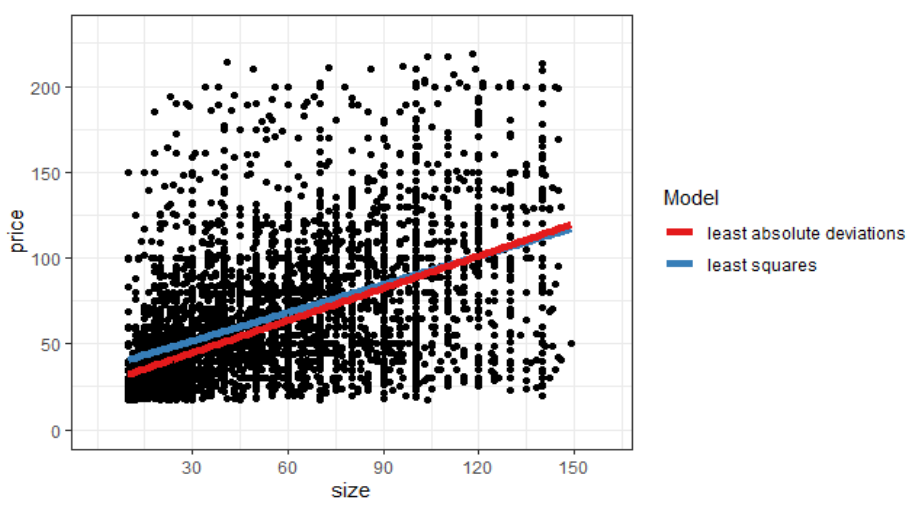 200
150
100
50
0
price
30 60 90 120 150
size
Model
least absolute deviations
least squares